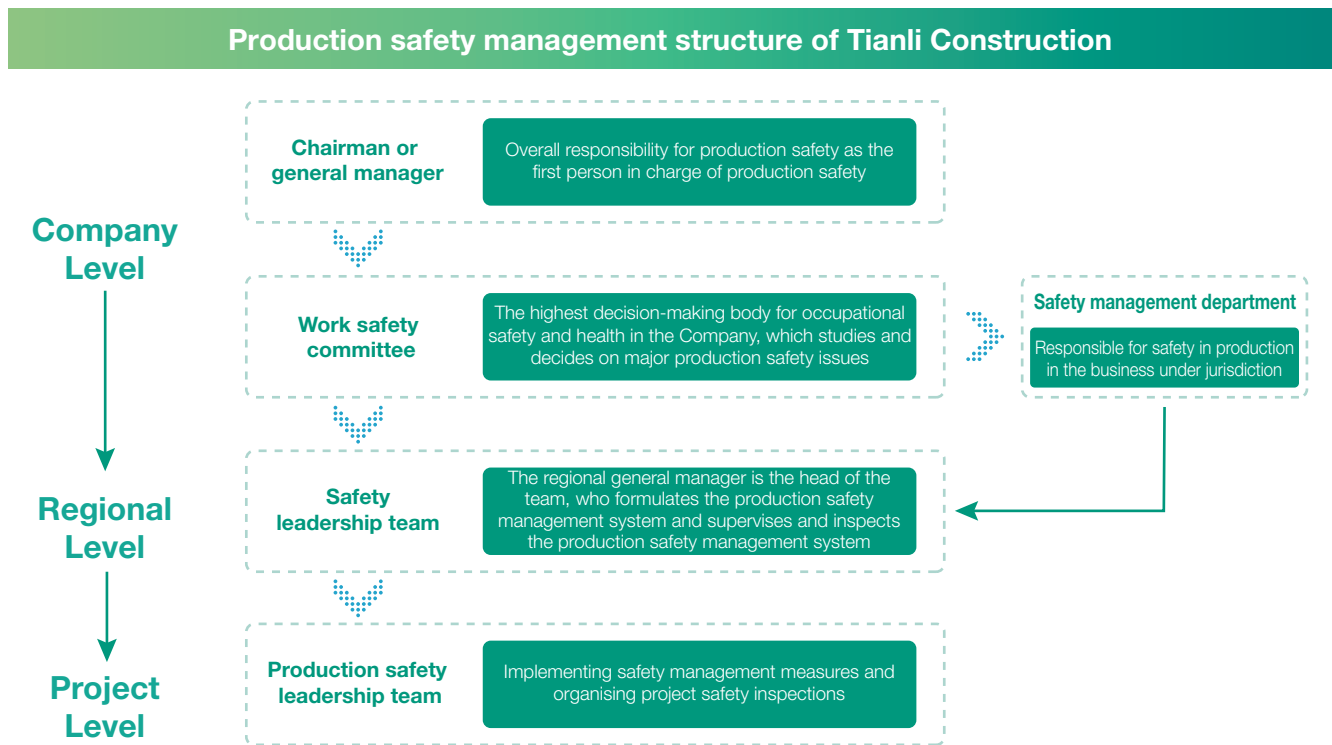 Production safety management structure of Tianli Construction
Company
Level
Chairman or
general manager
Overall responsibility for production safety as the
first person in charge of production safety
Work safety
committee
The highest decision-making body for occupational
safety and health in the Company, which studies and
decides on major production safety issues
Safety management department
Responsible for safety in production
in the business under jurisdiction
Regional
Level
Safety
leadership team
The regional general manager is the head of the
team, who formulates the production safety
management system and supervises and inspects
the production safety management system
Project
Level
Production safety
leadership team
Implementing safety management measures and
organising project safety inspections